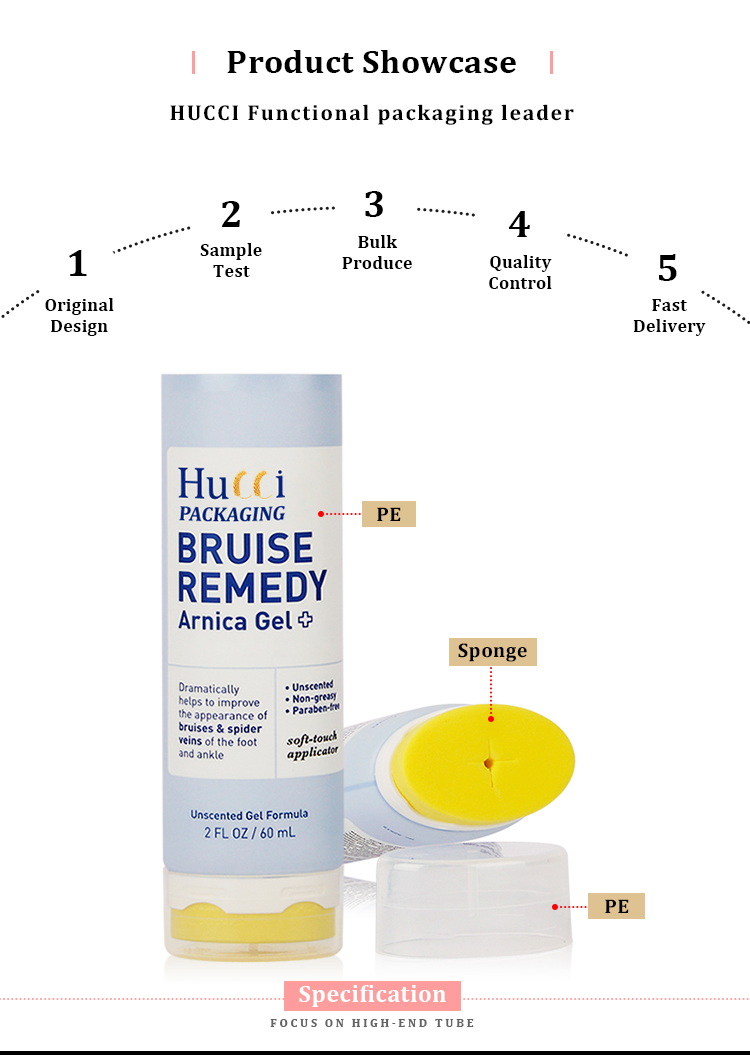 Product Showcase
HUCCI Functional packaging leader
1
Original
Design
2
Sample
Test
3
Bulk
Produce
4
Quality
Control
5
Fast
Delivery
Hucci
PACKAGING
BRUISE
REMEDY
Arnica Gel
Dramatically
helps to improve
the appearance of
bruises & spider
veins of the foot
and ankle
• Unscented
• Non-greasy
• Paraben-free
soft-touch
applicator
Unscented Gel Formula
2 FL OZ / 60 mL
PE
Sponge
PE
Specification
FOCUS ON HIGH-END TUBE